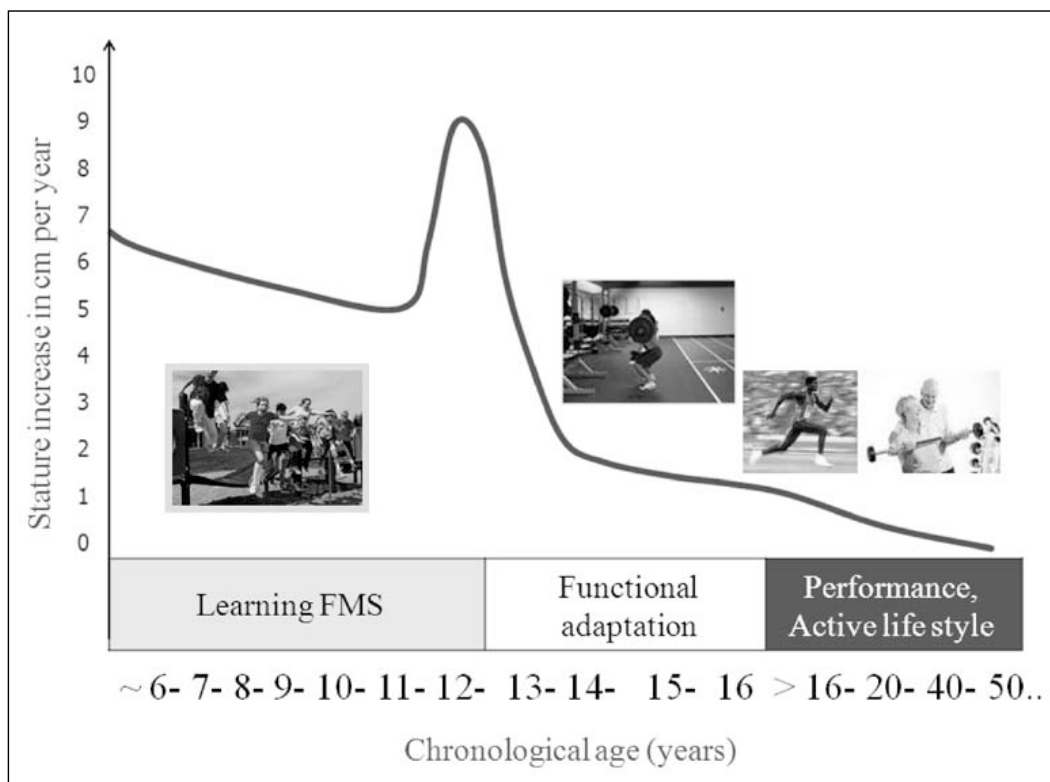 10
9
8
7
6
5
4
3
2
1
0
Stature increase in cm per year
Learning FMS
Functional
adaptation
Performance,
Active life style
~ 6- 7- 8- 9- 10- 11- 12- 13- 14- 15- 16 > 16- 20- 40- 50..
Chronological age (years)